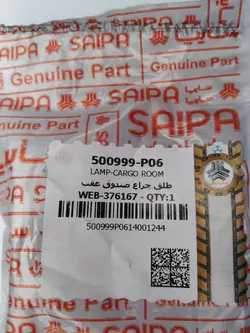 SAIPA
SAIPA
Genuine Part
Genuine Part
سايپا
SAIPA
500999-P06
LAMP-CARGO ROOM
طلق چراغ صندوق عقب
WEB-376167 - QTY:1
500999P0614001244
Genuine Part
SAIPA